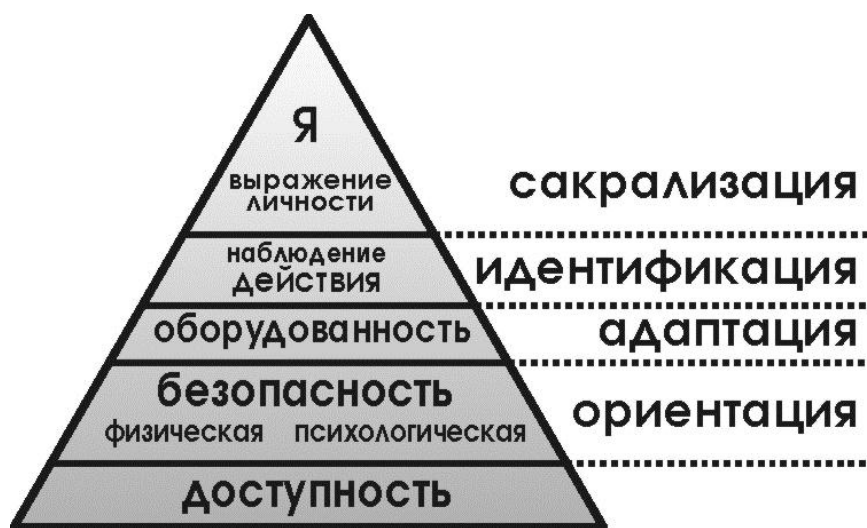 Я
выражение
личности
сакрализация
наблюдение
действия
идентификация
оборудованность
адаптация
безопасность
физическая психологическая
ориентация
доступность